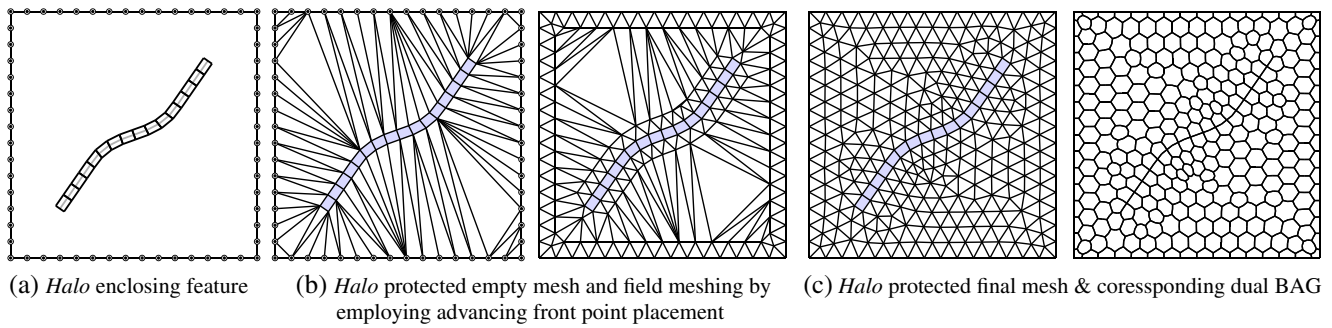 (a) Halo enclosing feature
(b) Halo protected empty mesh and field meshing by
employing advancing front point placement
(c) Halo protected final mesh & coressponding dual BAG